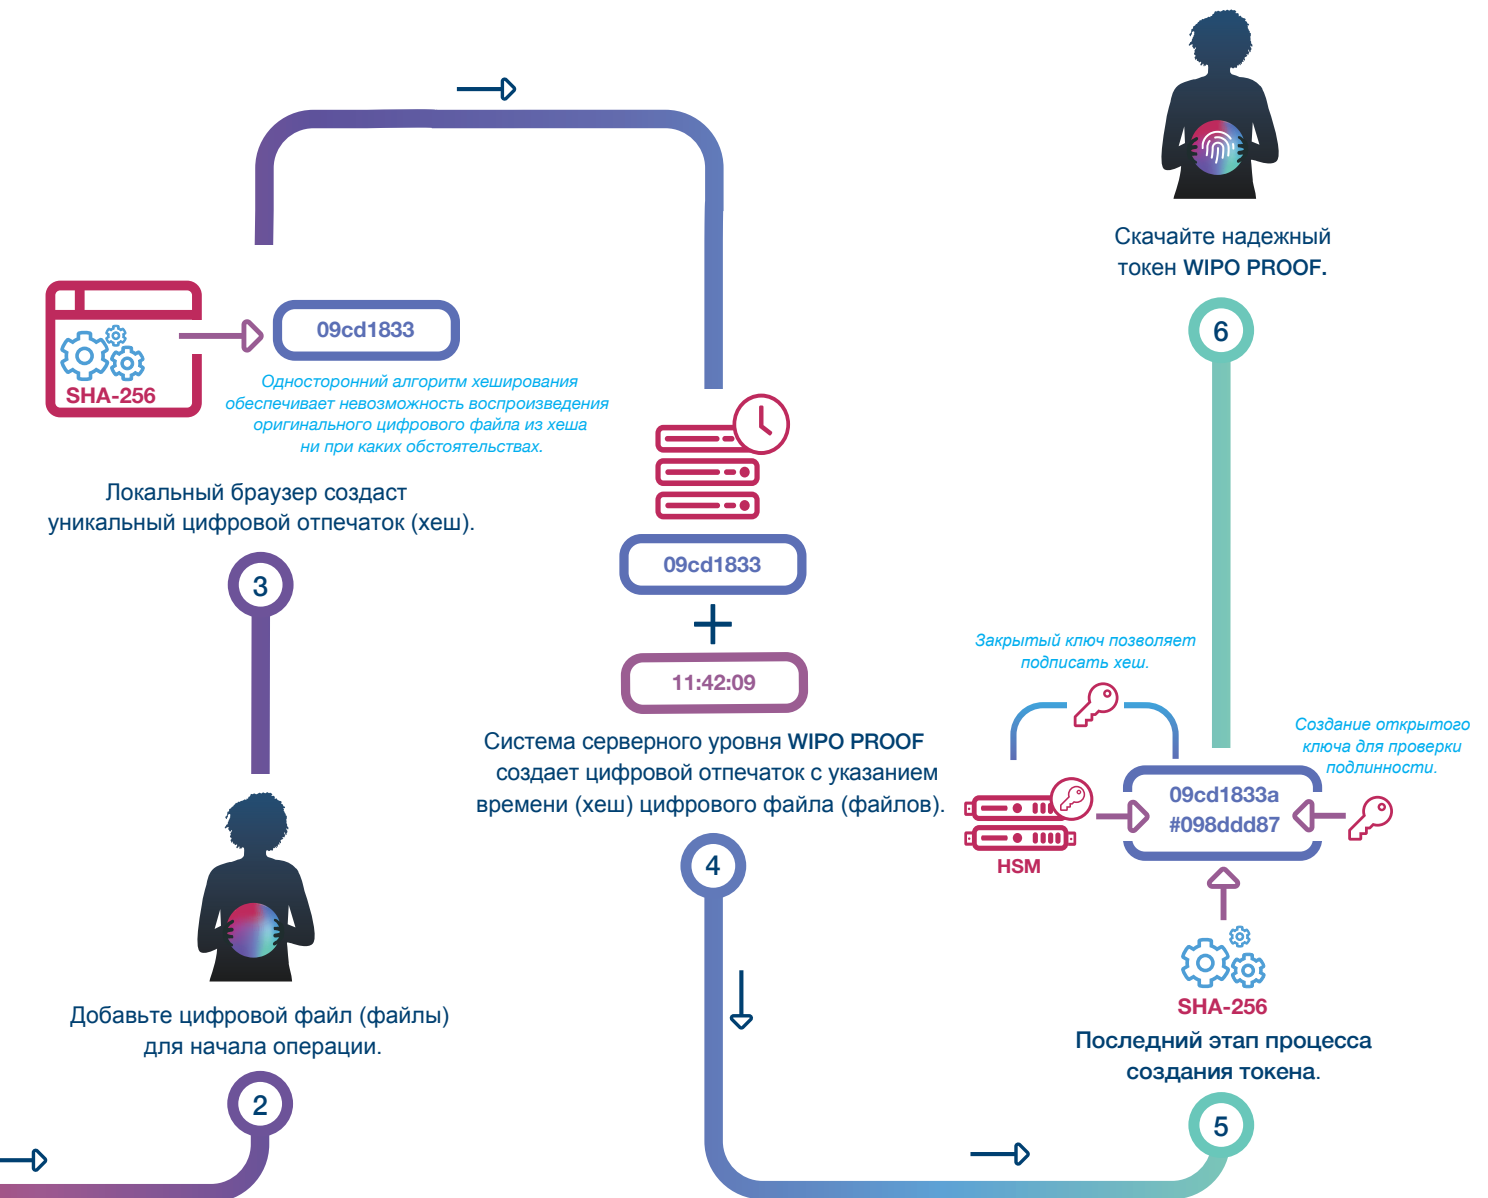 Добавьте цифровой файл (файлы)
для начала операции.
2
09cd1833
SHA-256
Односторонний алгоритм хеширования
обеспечивает невозможность воспроизведения
оригинального цифрового файла из хеша
ни при каких обстоятельствах.
Локальный браузер создаст
уникальный цифровой отпечаток (хеш).
3
09cd1833
11:42:09
Система серверного уровня WIPO PROOF
создает цифровой отпечаток с указанием
времени (хеш) цифрового файла (файлов).
4
Закрытый ключ позволяет
подписать хеш.
Создание открытого
ключа для проверки
подлинности.
09cd1833a
#098ddd87
HSM
SHA-256
Последний этап процесса
создания токена.
5
Скачайте надежный
токен WIPO PROOF.
6